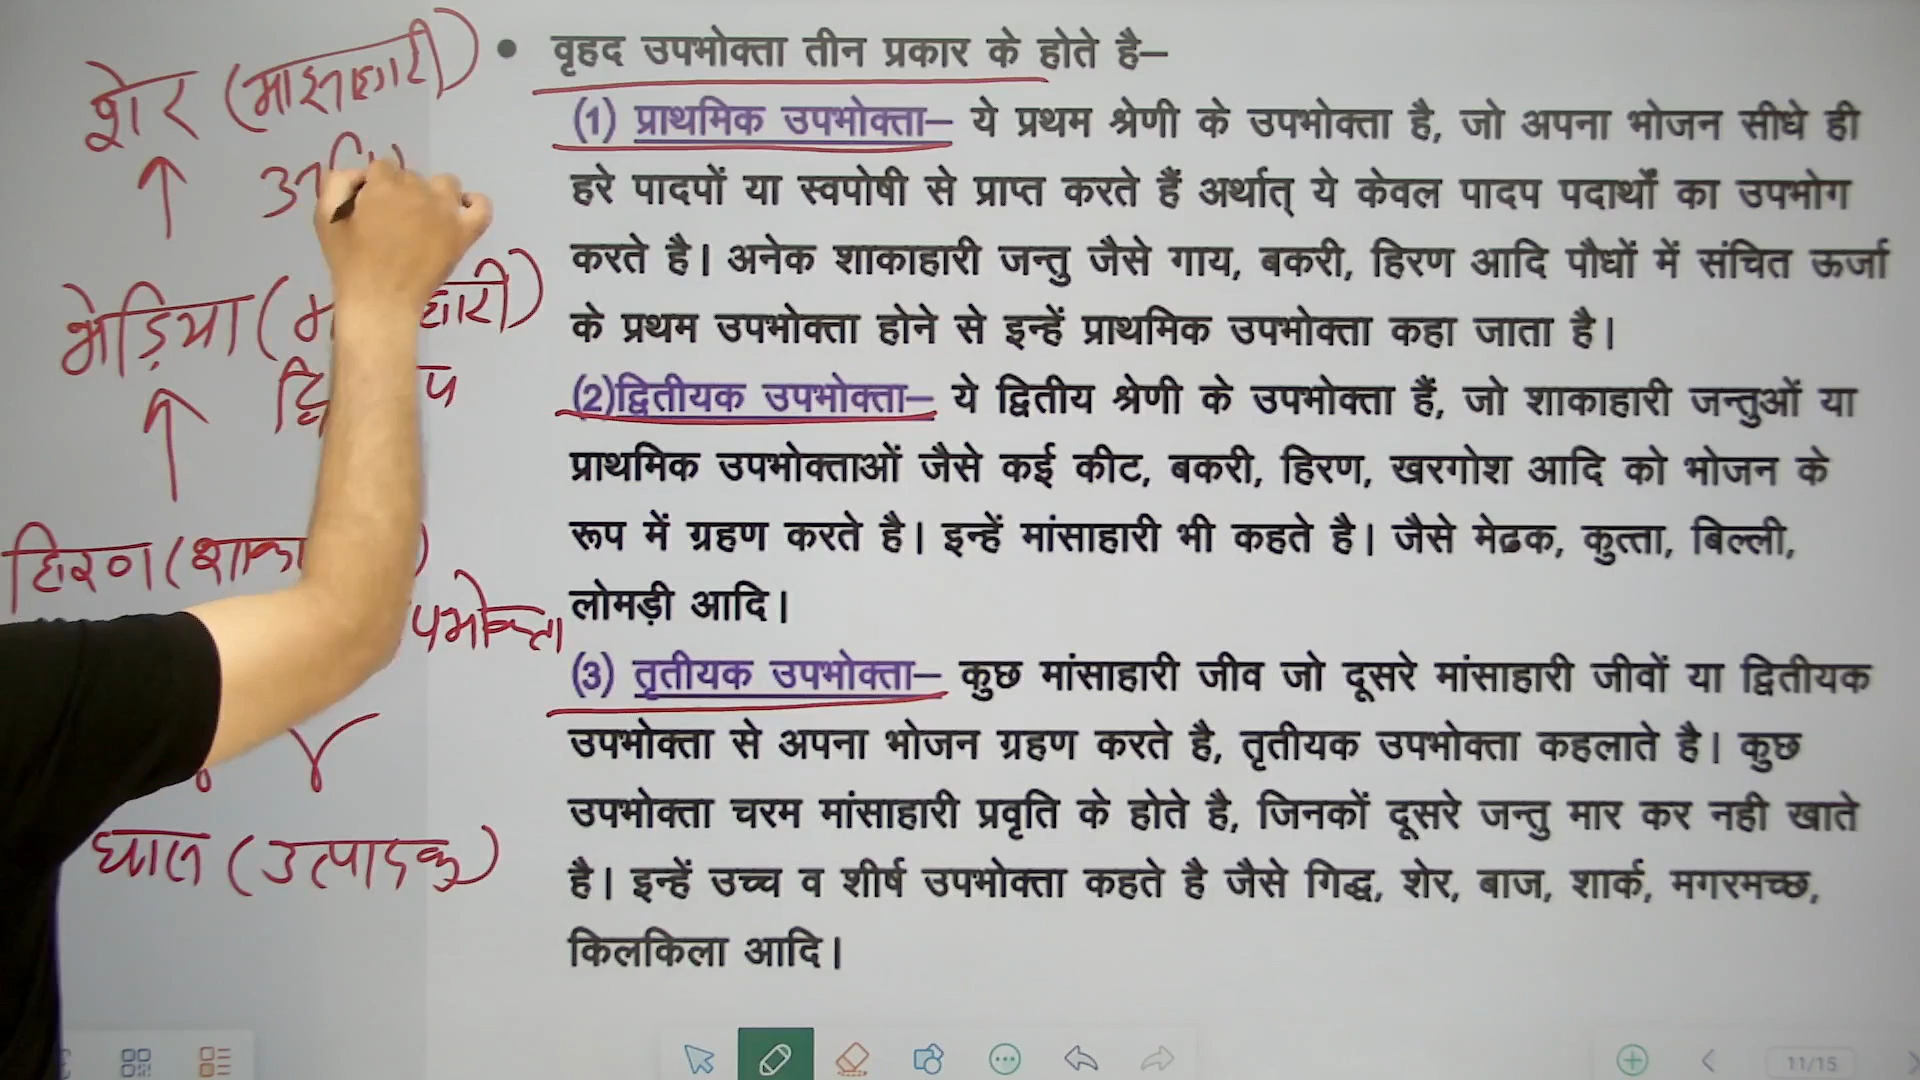 शेर (मांसाहारी)
भेड़िया (
हिरण (शाका
पभोक्ता
घास (उत्पादक)
• वृहद उपभोक्ता तीन प्रकार के होते है–
(1) प्राथमिक उपभोक्ता– ये प्रथम श्रेणी के उपभोक्ता है, जो अपना भोजन सीधे ही
हरे पादपों या स्वपोषी से प्राप्त करते हैं अर्थात् ये केवल पादप पदार्थों का उपभोग
करते है। अनेक शाकाहारी जन्तु जैसे गाय, बकरी, हिरण आदि पौधों में संचित ऊर्जा
के प्रथम उपभोक्ता होने से इन्हें प्राथमिक उपभोक्ता कहा जाता है।
(2)द्वितीयक उपभोक्ता– ये द्वितीय श्रेणी के उपभोक्ता हैं, जो शाकाहारी जन्तुओं या
प्राथमिक उपभोक्ताओं जैसे कई कीट, बकरी, हिरण, खरगोश आदि को भोजन के
रूप में ग्रहण करते है। इन्हें मांसाहारी भी कहते है। जैसे मेढक, कुत्ता, बिल्ली,
लोमड़ी आदि।
(3) तृतीयक उपभोक्ता– कुछ मांसाहारी जीव जो दूसरे मांसाहारी जीवों या द्वितीयक
उपभोक्ता से अपना भोजन ग्रहण करते है, तृतीयक उपभोक्ता कहलाते है। कुछ
उपभोक्ता चरम मांसाहारी प्रवृति के होते है, जिनकों दूसरे जन्तु मार कर नही खाते
है। इन्हें उच्च व शीर्ष उपभोक्ता कहते है जैसे गिद्ध, शेर, बाज, शार्क, मगरमच्छ,
किलकिला आदि।
11/15